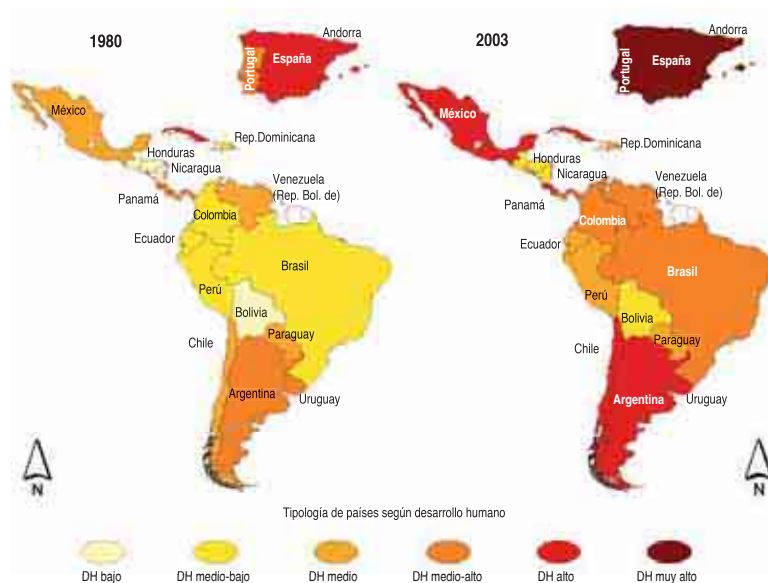 1980
Andorra
Portugal
España
México
Rep.Dominicana
Honduras
Nicaragua
Venezuela
(Rep. Bol. de)
Panamá
Colombia
Ecuador
Brasil
Perú
Bolivia
Paraguay
Chile
Argentina
Uruguay
N
2003
Andorra
Portugal
España
México
Rep.Dominicana
Honduras
Nicaragua
Venezuela
(Rep. Bol. de)
Panamá
Colombia
Ecuador
Brasil
Perú
Bolivia
Paraguay
Chile
Argentina
Uruguay
N
Tipología de países según desarrollo humano
DH bajo
DH medio-bajo
DH medio
DH medio-alto
DH alto
DH muy alto